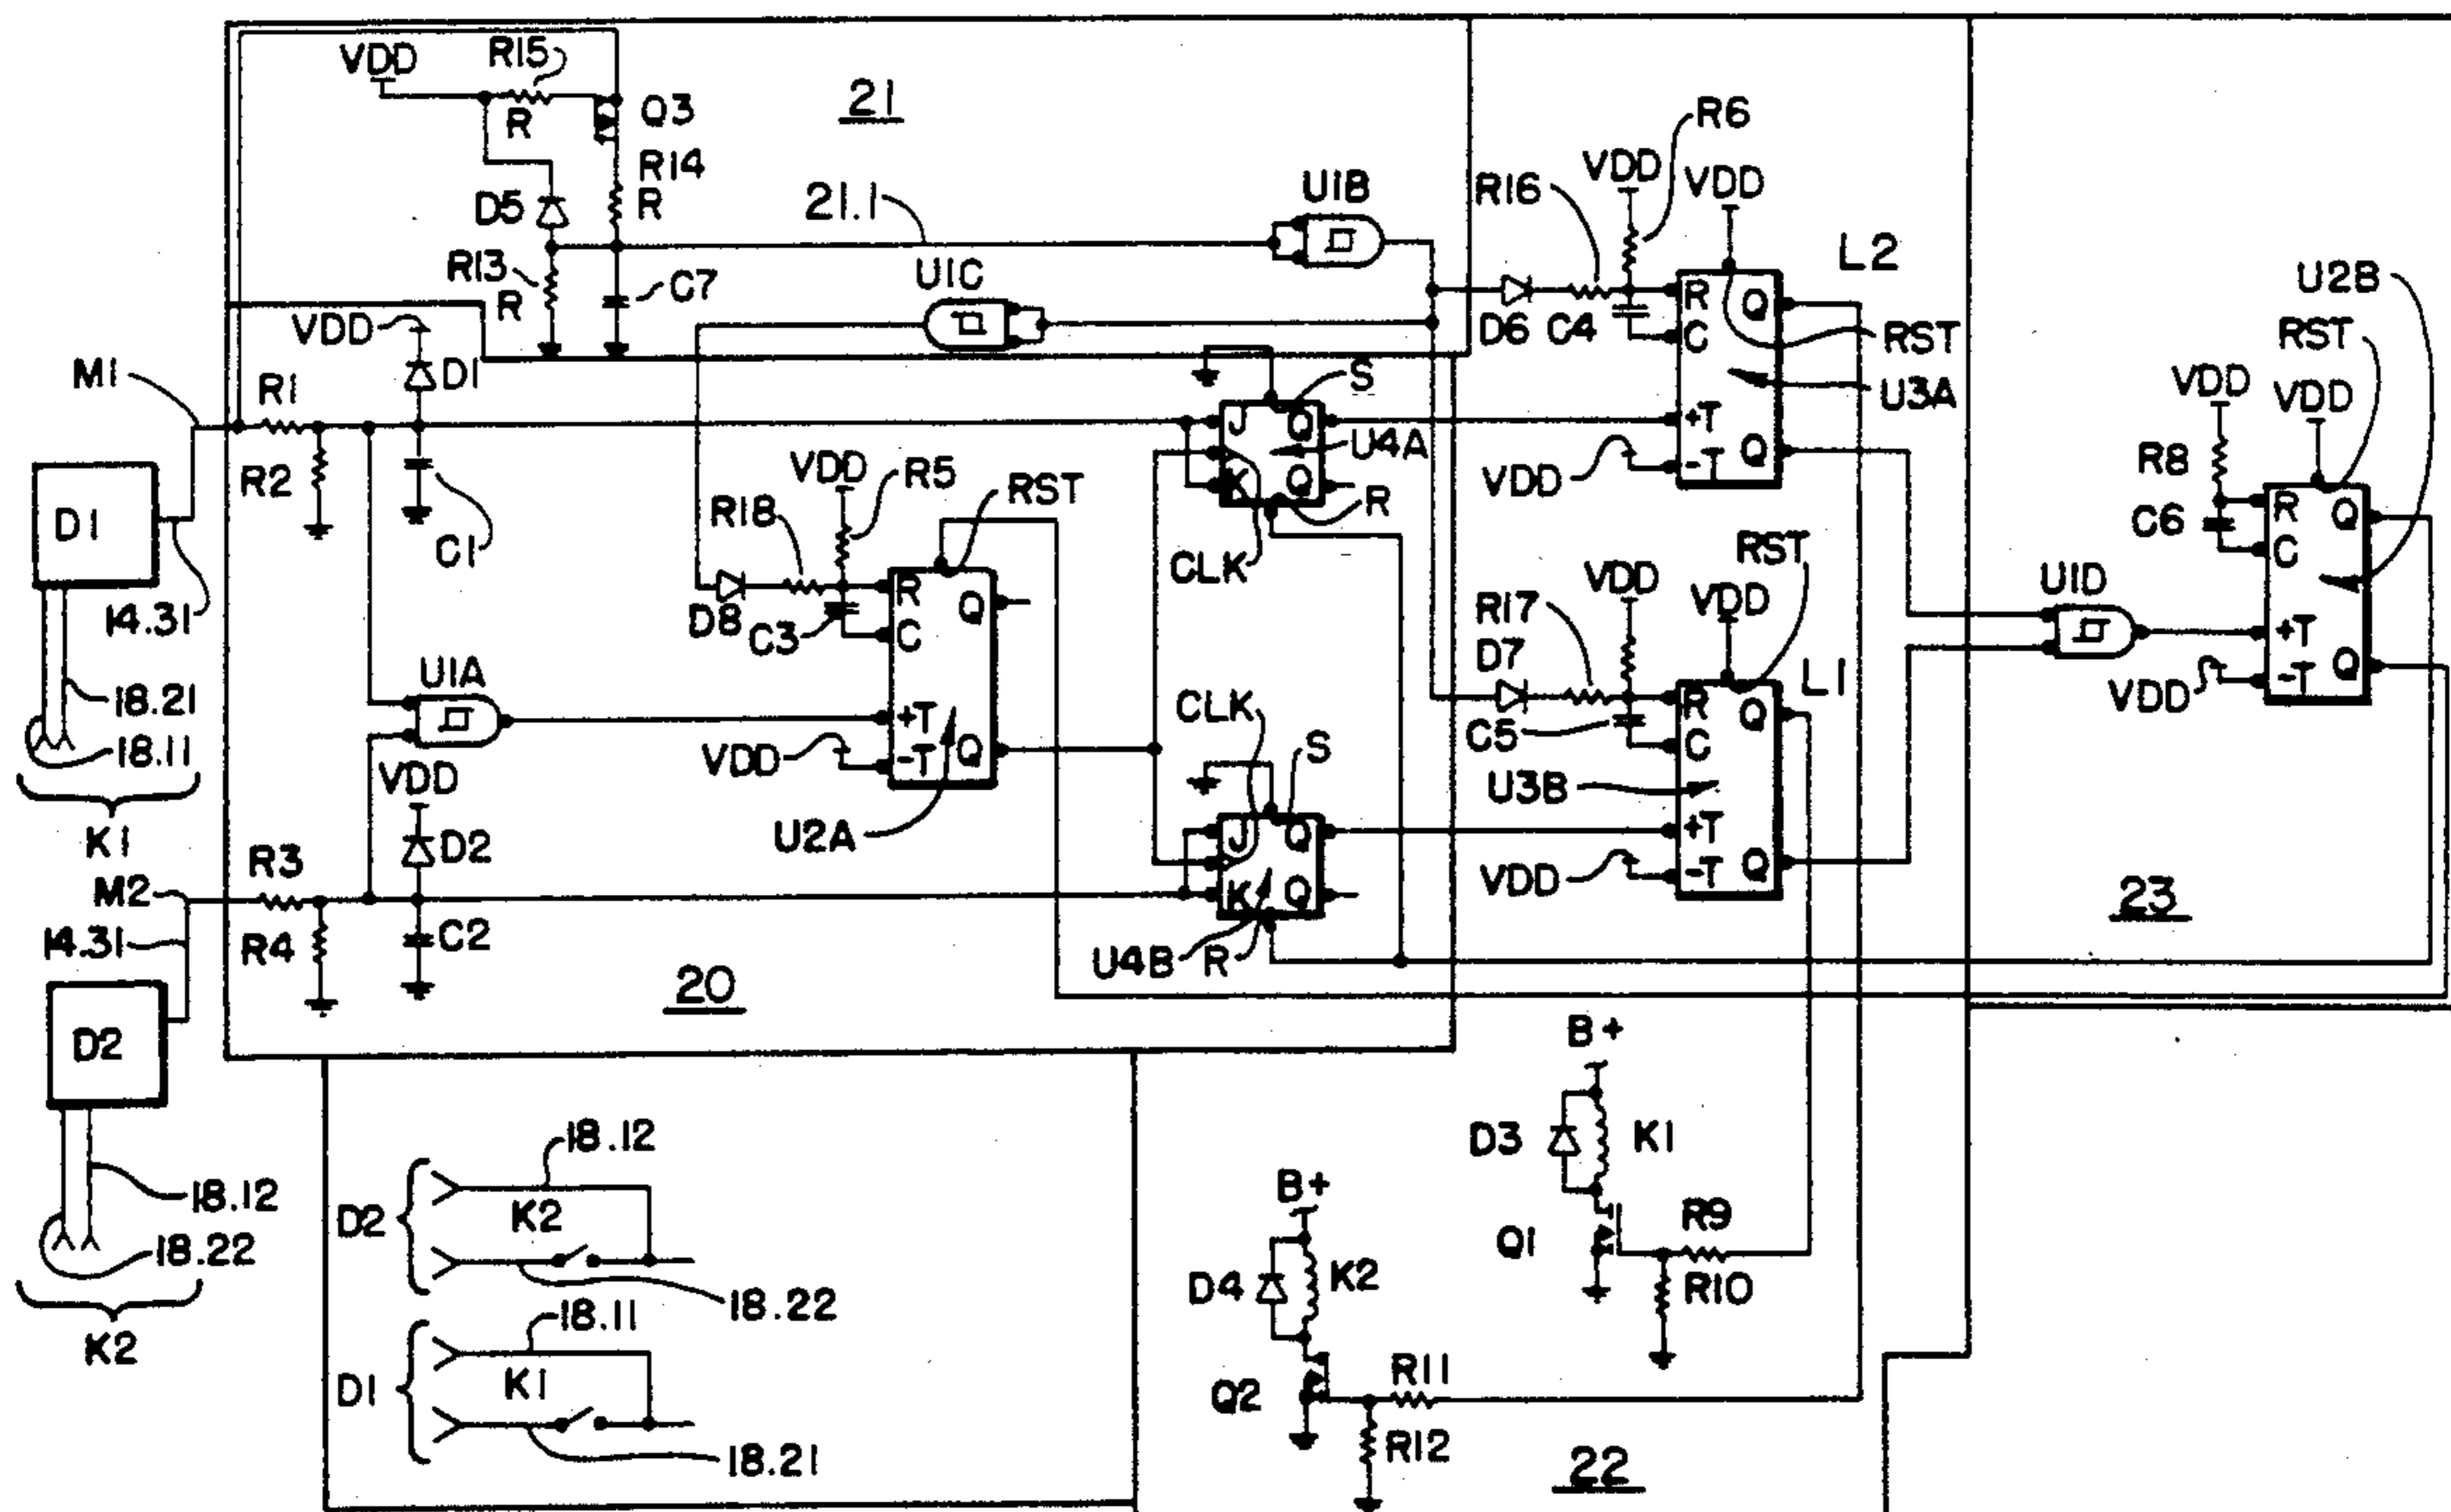 VDD
R15
R
Q3
21
R14
R
D5
21.1
U1B
R13
R
C7
U1C
VDD
D1
M1
R1
R2
C1
D1
14.31
18.21
18.11
K1
VDD
R5
RST
R18
D8
C3
R
C
Q
+T
-T
Q
VDD
U2A
U1A
VDD
D2
M2
R3
R4
C2
14.31
D2
18.12
18.22
K2
20
J
Q
K
Q
S
U4A
R
CLK
CLK
S
J
Q
K
Q
U4B
R
R6
VDD
VDD
R16
D6
C4
L2
R
Q
C
RST
U3A
+T
-T
Q
VDD
RST
VDD
VDD
R17
D7
C5
L1
R
Q
C
U3B
+T
-T
Q
VDD
U2B
RST
VDD
VDD
R8
C6
R
Q
C
U1D
+T
-T
Q
VDD
23
B+
D3
K1
Q1
R9
R10
B+
D4
K2
Q2
R11
R12
22
D2
18.12
K2
18.22
D1
18.11
K1
18.21